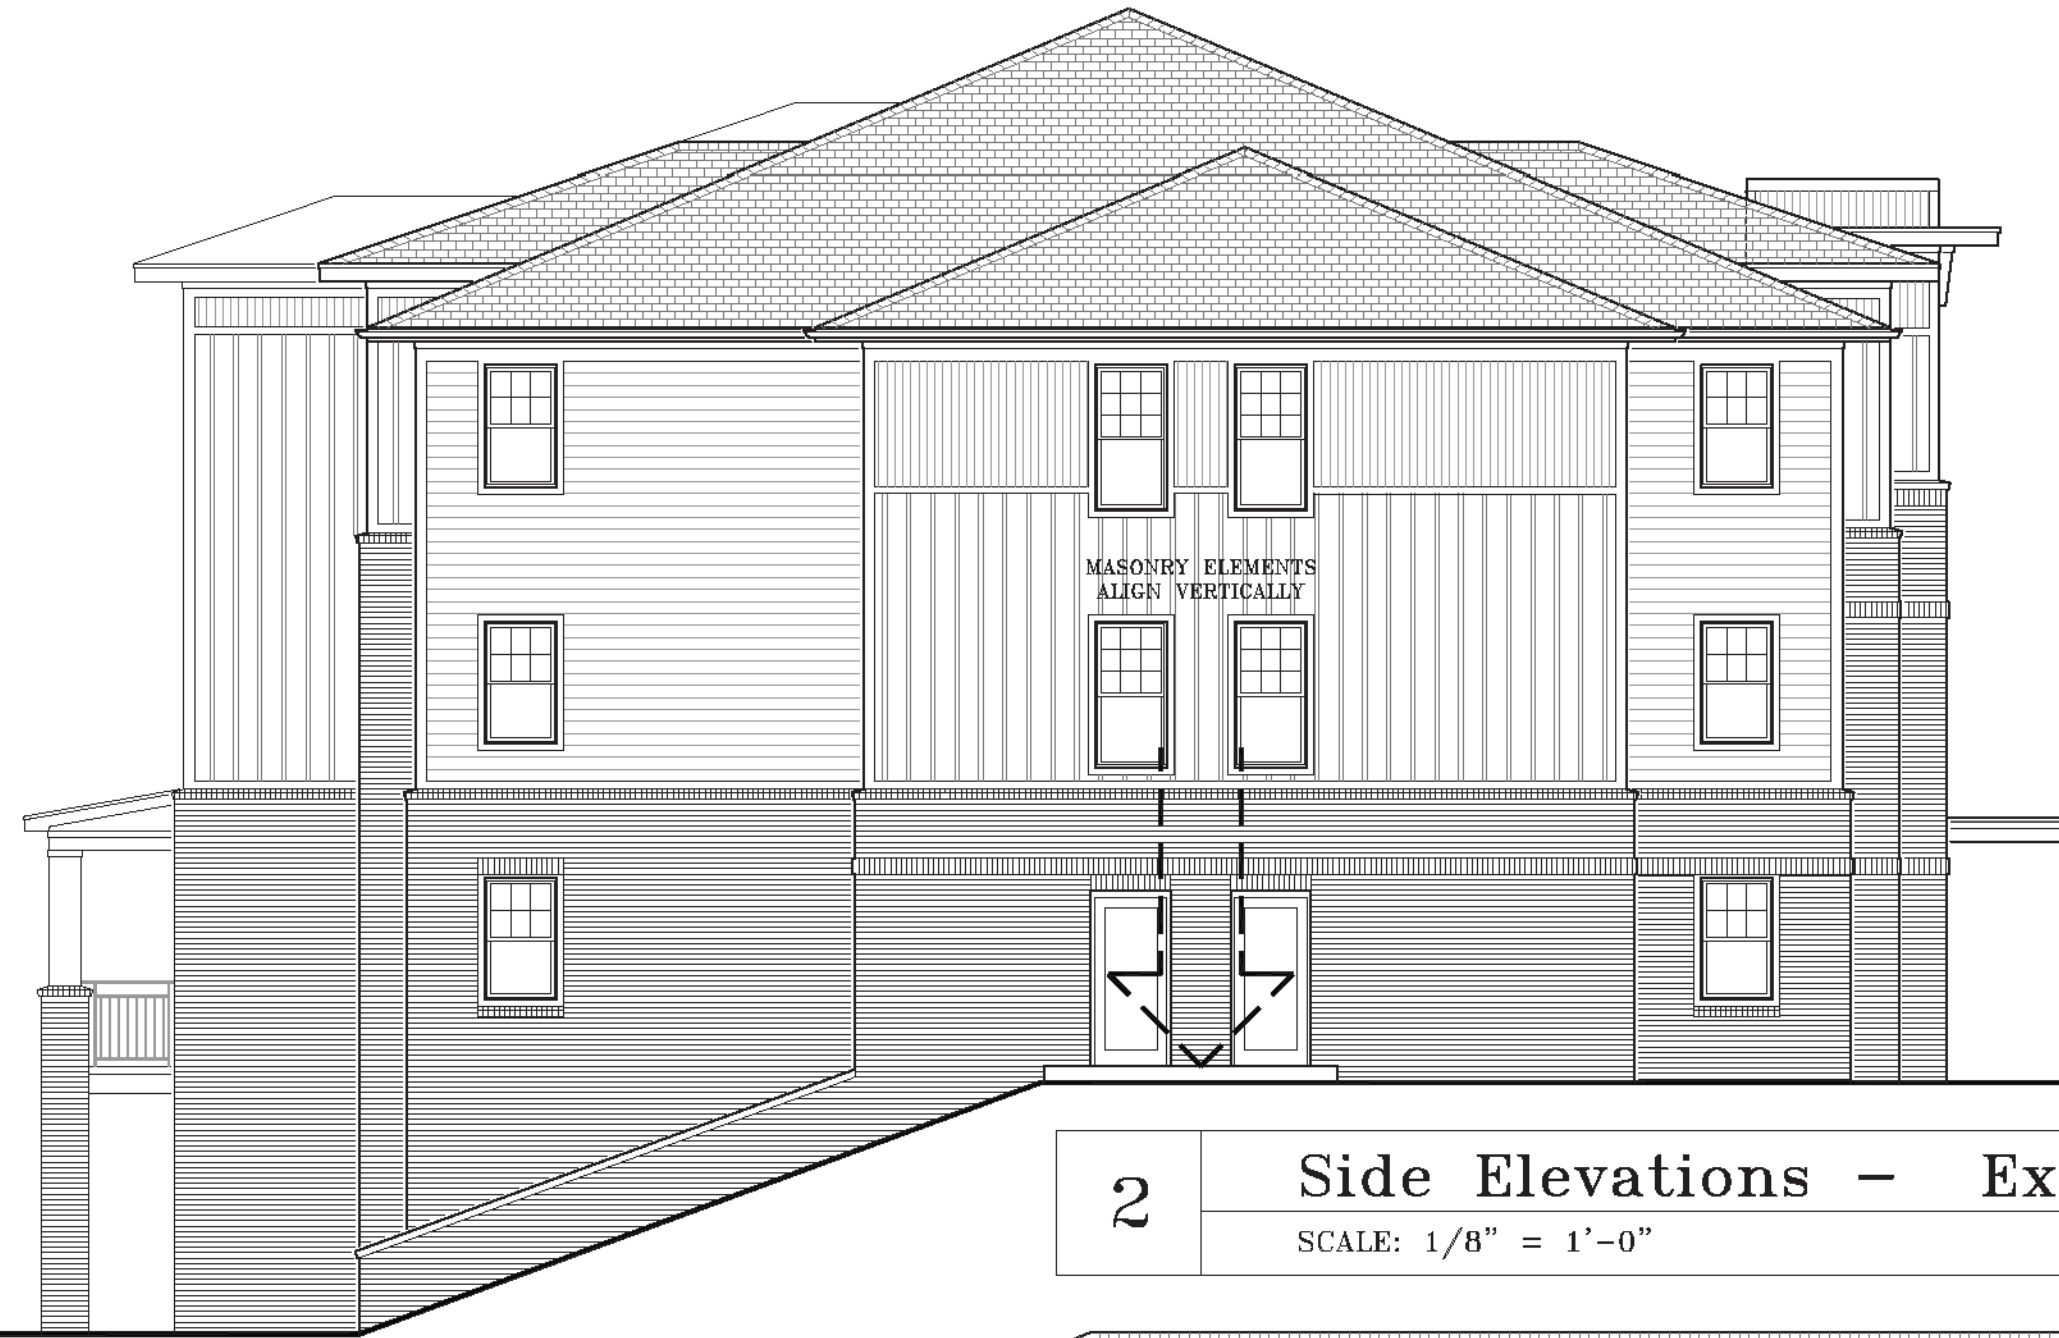 MASONRY ELEMENTS
ALIGN VERTICALLY
2
Side Elevations - Ex
SCALE: 1/8" = 1'-0"